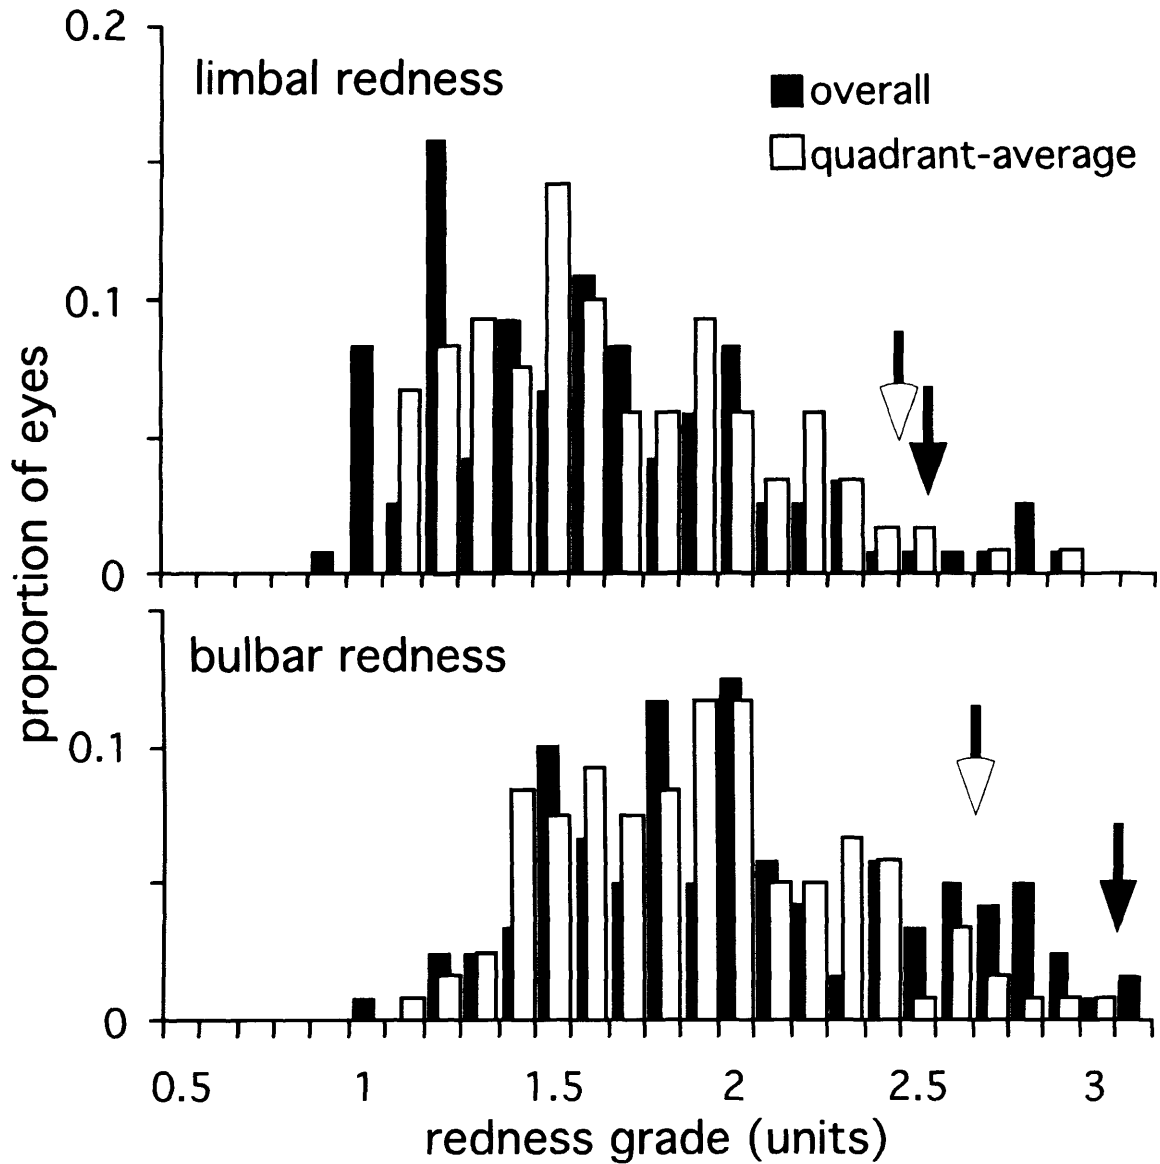 0.2
limbal redness
overall
quadrant-average
0.1
0
proportion of eyes
bulbar redness
0.1
0
0.5 1 1.5 2 2.5 3
redness grade (units)